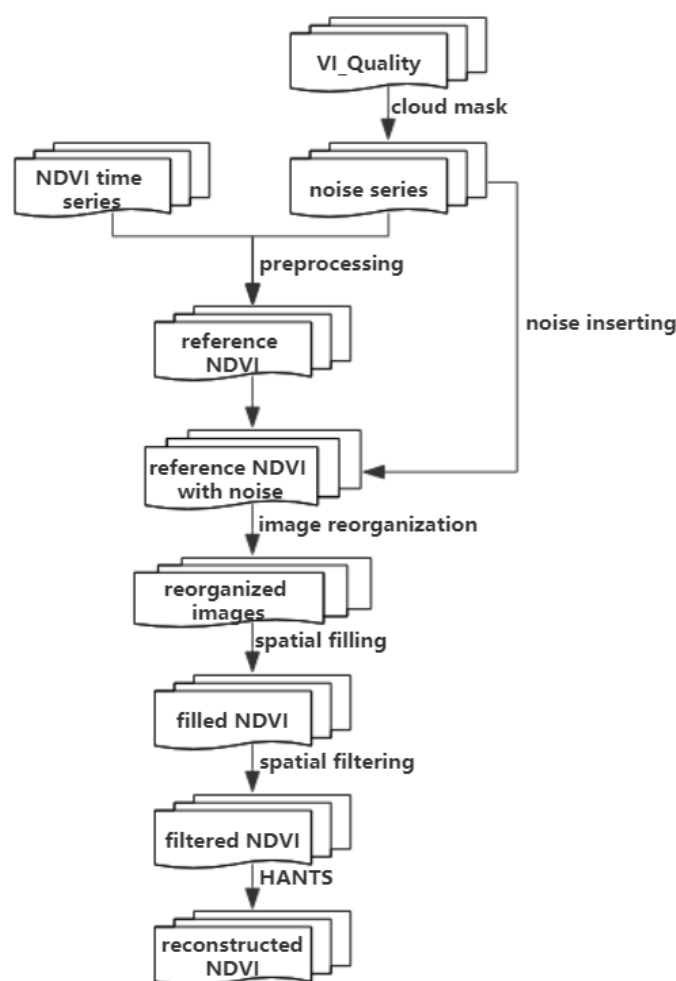 VI_Quality
cloud mask
NDVI time
series
noise series
preprocessing
noise inserting
reference
NDVI
reference NDVI
with noise
image reorganization
reorganized
images
spatial filling
filled NDVI
spatial filtering
filtered NDVI
HANTS
reconstructed
NDVI